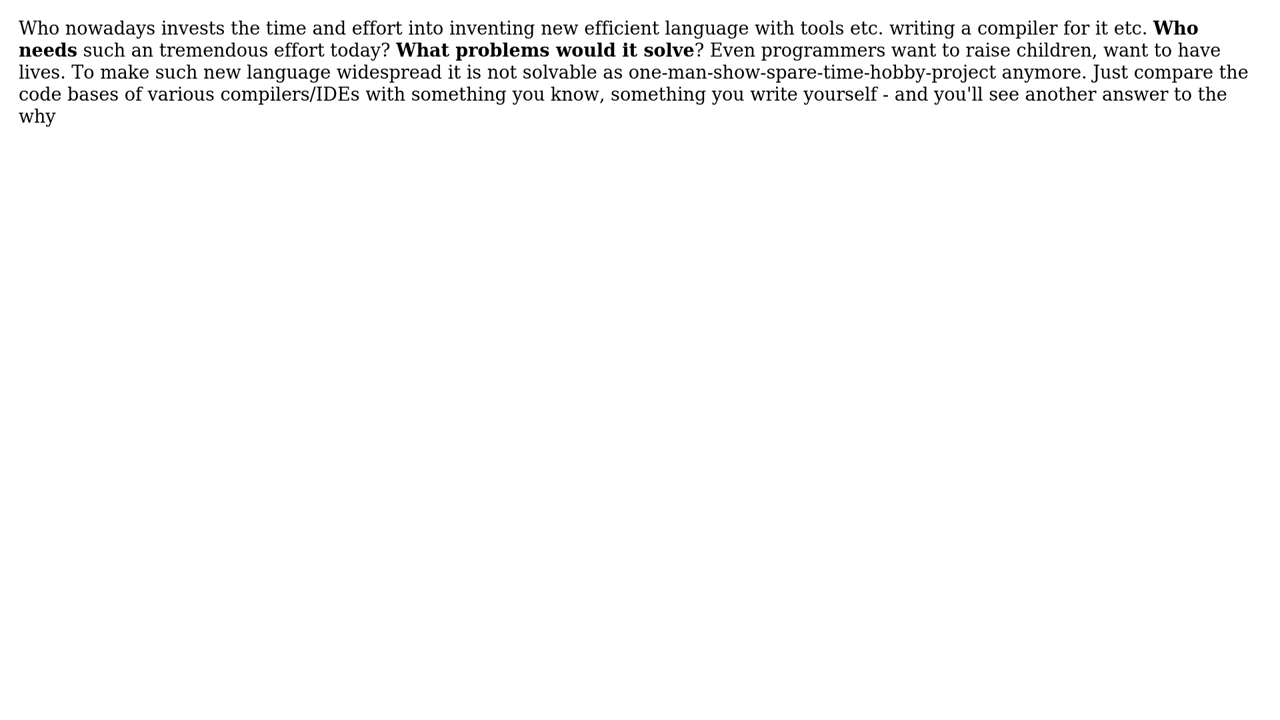 Who nowadays invests the time and effort into inventing new efficient language with tools etc. writing a compiler for it etc. Who
needs such an tremendous effort today? What problems would it solve? Even programmers want to raise children, want to have
lives. To make such new language widespread it is not solvable as one-man-show-spare-time-hobby-project anymore. Just compare the
code bases of various compilers/IDEs with something you know, something you write yourself - and you'll see another answer to the
why